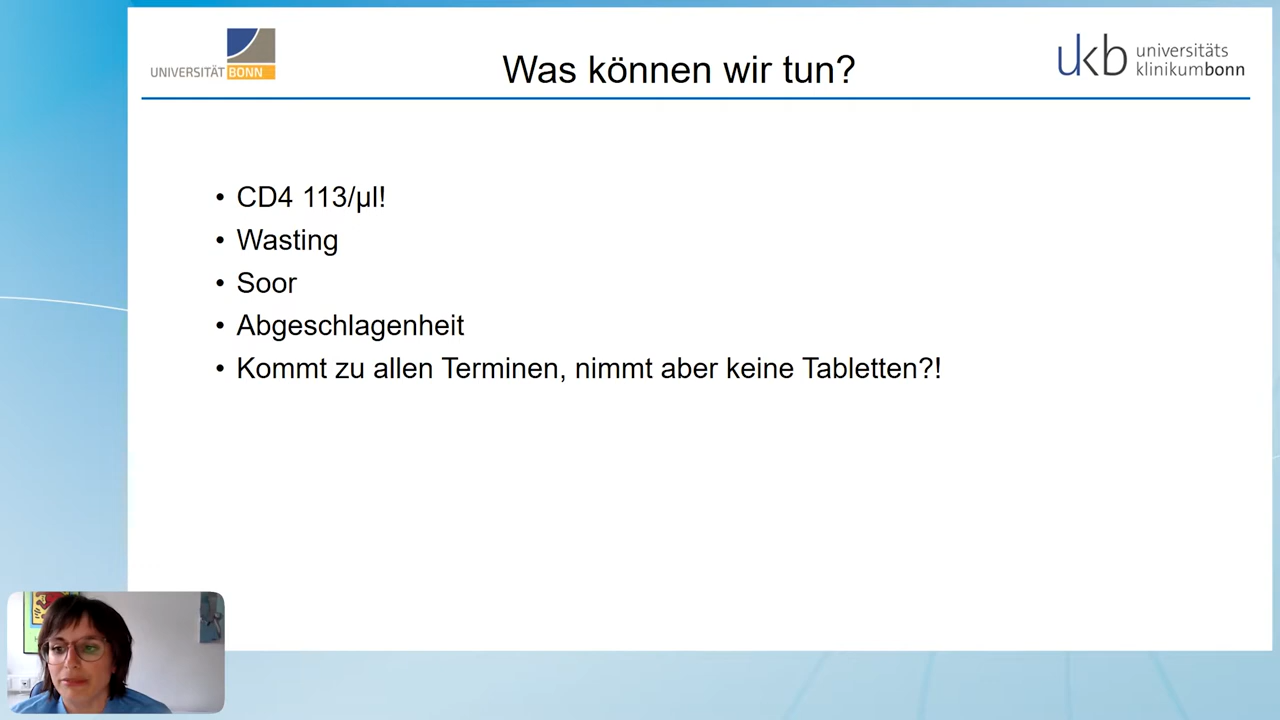 UNIVERSITÄT BONN
Was können wir tun?
ukb universitäts
klinikumbonn
• CD4 113/µl!
• Wasting
• Soor
• Abgeschlagenheit
• Kommt zu allen Terminen, nimmt aber keine Tabletten?!